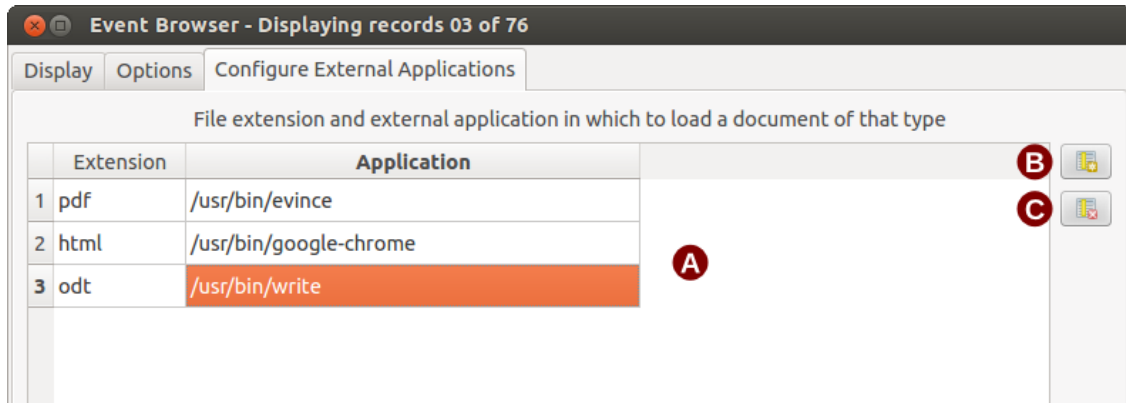 Event Browser - Displaying records 03 of 76
Display Options Configure External Applications
File extension and external application in which to load a document of that type
Extension Application
B
1 pdf /usr/bin/evince
C
2 html /usr/bin/google-chrome
A
3 odt /usr/bin/write